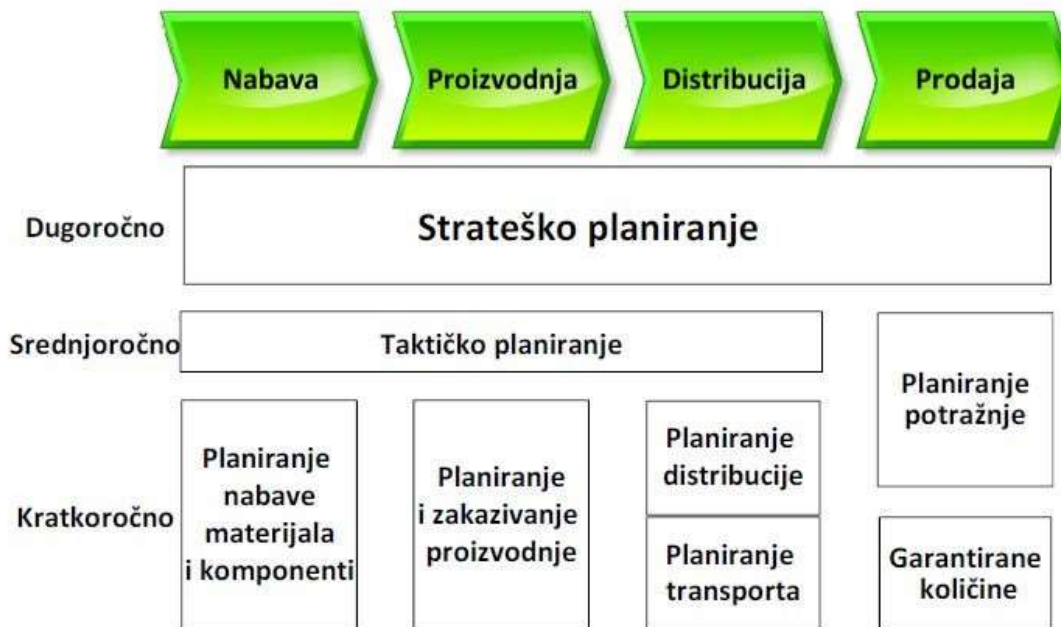 Nabava
Proizvodnja
Distribucija
Prodaja
Dugoročno
Strateško planiranje
Srednjoročno
Taktičko planiranje
Planiranje
potražnje
Kratkoročno
Planiranje
nabave
materijala
i komponenti
Planiranje
i zakazivanje
proizvodnje
Planiranje
distribucije
Planiranje
transporta
Garantirane
količine